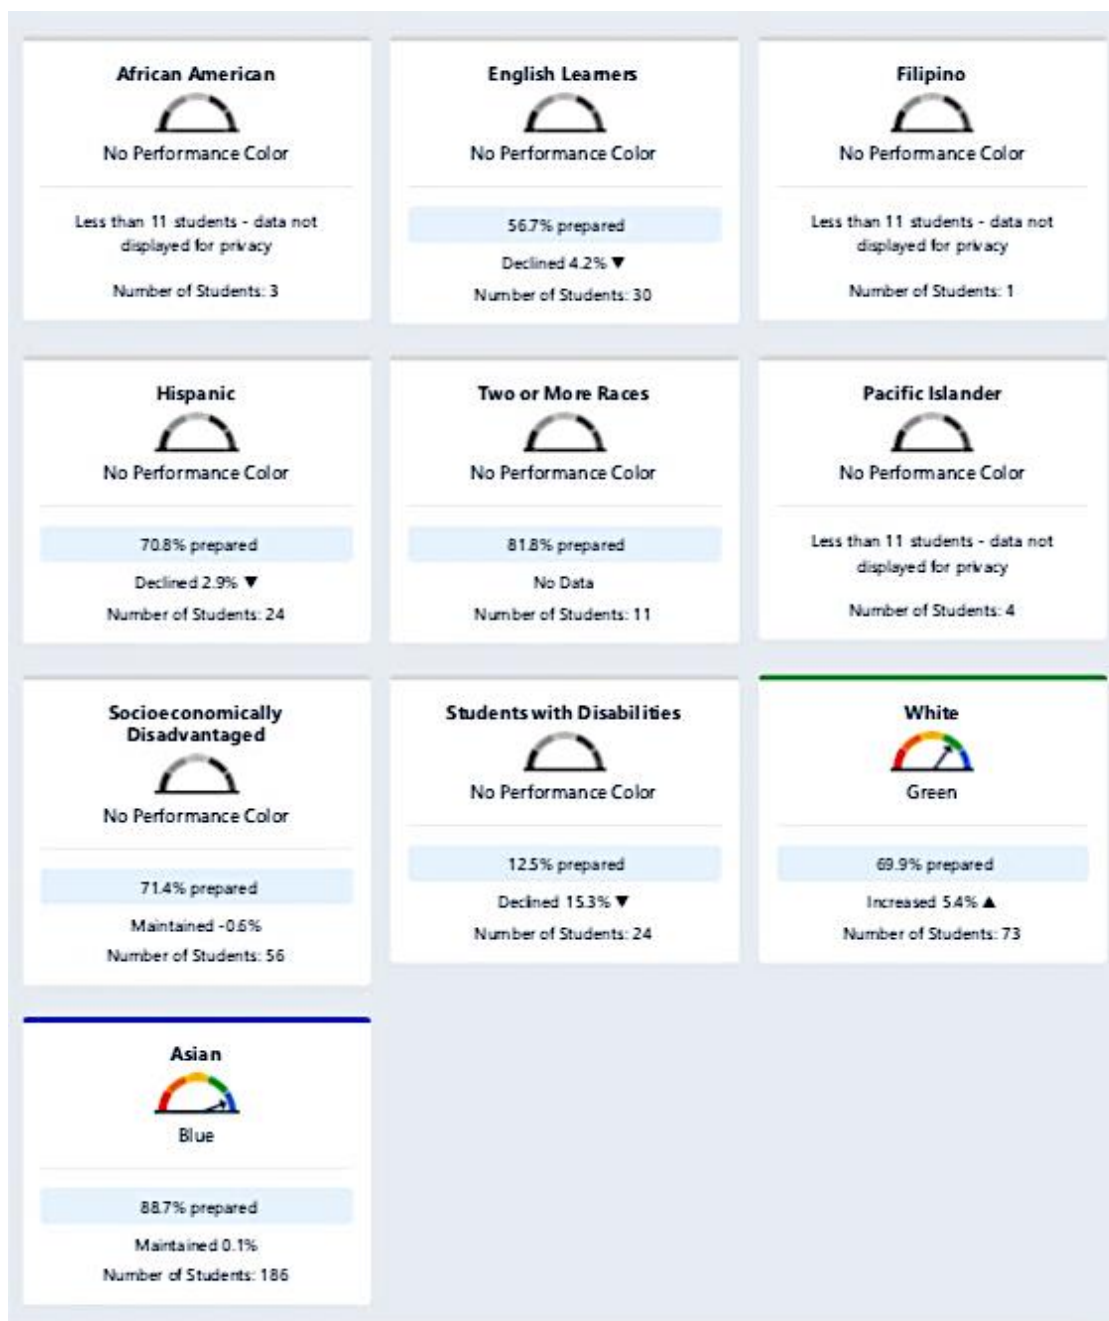 African American
No Performance Color
Less than 11 students - data not
displayed for privacy
Number of Students: 3
English Learners
No Performance Color
56.7% prepared
Declined 4.2% ▼
Number of Students: 30
Filipino
No Performance Color
Less than 11 students - data not
displayed for privacy
Number of Students: 1
Hispanic
No Performance Color
70.8% prepared
Declined 2.9% ▼
Number of Students: 24
Two or More Races
No Performance Color
81.8% prepared
No Data
Number of Students: 11
Pacific Islander
No Performance Color
Less than 11 students - data not
displayed for privacy
Number of Students: 4
Socioeconomically
Disadvantaged
No Performance Color
71.4% prepared
Maintained -0.6%
Number of Students: 56
Students with Disabilities
No Performance Color
12.5% prepared
Declined 15.3% ▼
Number of Students: 24
White
Green
69.9% prepared
Increased 5.4% ▲
Number of Students: 73
Asian
Blue
88.7% prepared
Maintained 0.1%
Number of Students: 186